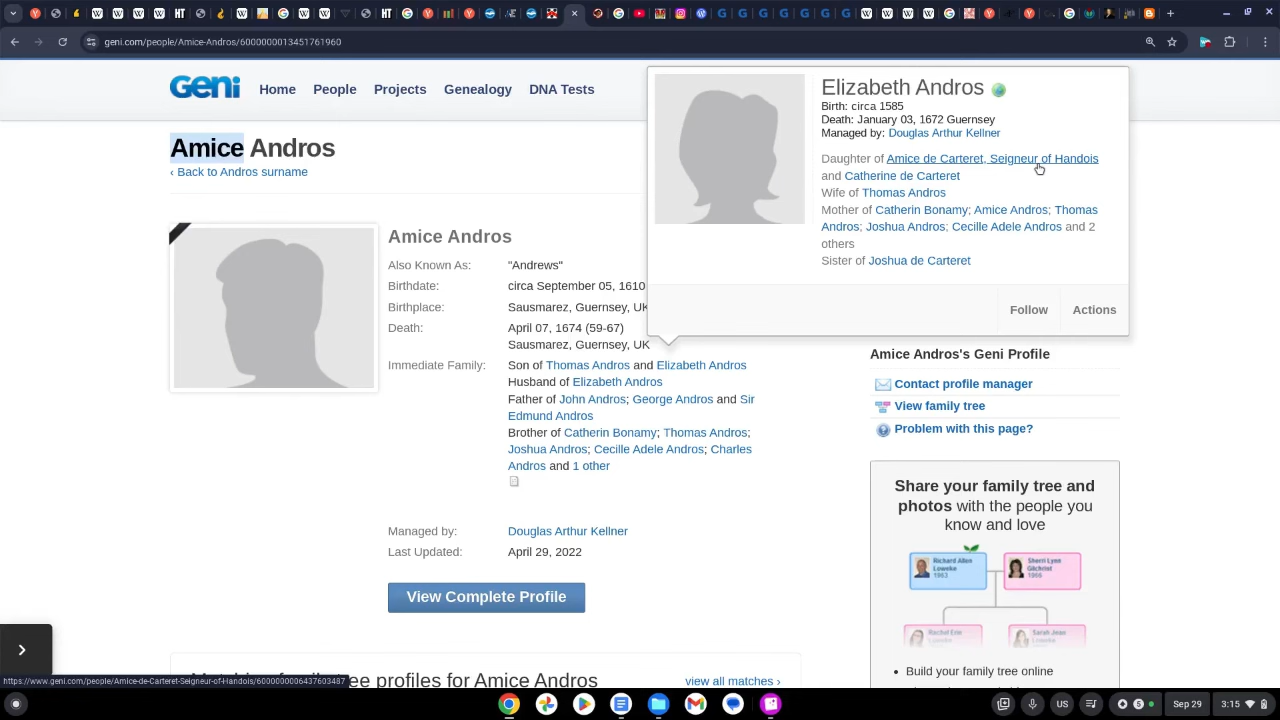 geni.com/people/Amice-Andros/6000000013451761960
Geni
Home
People
Projects
Genealogy
DNA Tests
Amice Andros
‹ Back to Andros surname
Elizabeth Andros
Birth: circa 1585
Death: January 03, 1672 Guernsey
Managed by: Douglas Arthur Kellner
Daughter of Amice de Carteret, Seigneur of Handois
and Catherine de Carteret
Wife of Thomas Andros
Mother of Catherin Bonamy; Amice Andros; Thomas
Andros; Joshua Andros; Cecille Adele Andros and 2
others
Sister of Joshua de Carteret
Follow
Actions
Amice Andros
Also Known As: "Andrews"
Birthdate: circa September 05, 1610
Birthplace: Sausmarez, Guernsey, UK
Death: April 07, 1674 (59-67)
Sausmarez, Guernsey, UK
Immediate Family: Son of Thomas Andros and Elizabeth Andros
Husband of Elizabeth Andros
Father of John Andros; George Andros and Sir
Edmund Andros
Brother of Catherin Bonamy; Thomas Andros;
Joshua Andros; Cecille Adele Andros; Charles
Andros and 1 other
Managed by: Douglas Arthur Kellner
Last Updated: April 29, 2022
View Complete Profile
Amice Andros's Geni Profile
Contact profile manager
View family tree
Problem with this page?
Share your family tree and
photos with the people you
know and love
Richard Allen
Lowmke
1963
Sherri Lynn
Gilchrist
1966
• Build your family tree online
ee profiles for Amice Andros
view all matches ›
https://www.geni.com/people/Amice-de-Carteret-Seigneur-of-Handois/6000000006437603487
US
5
Sep 29
3:15